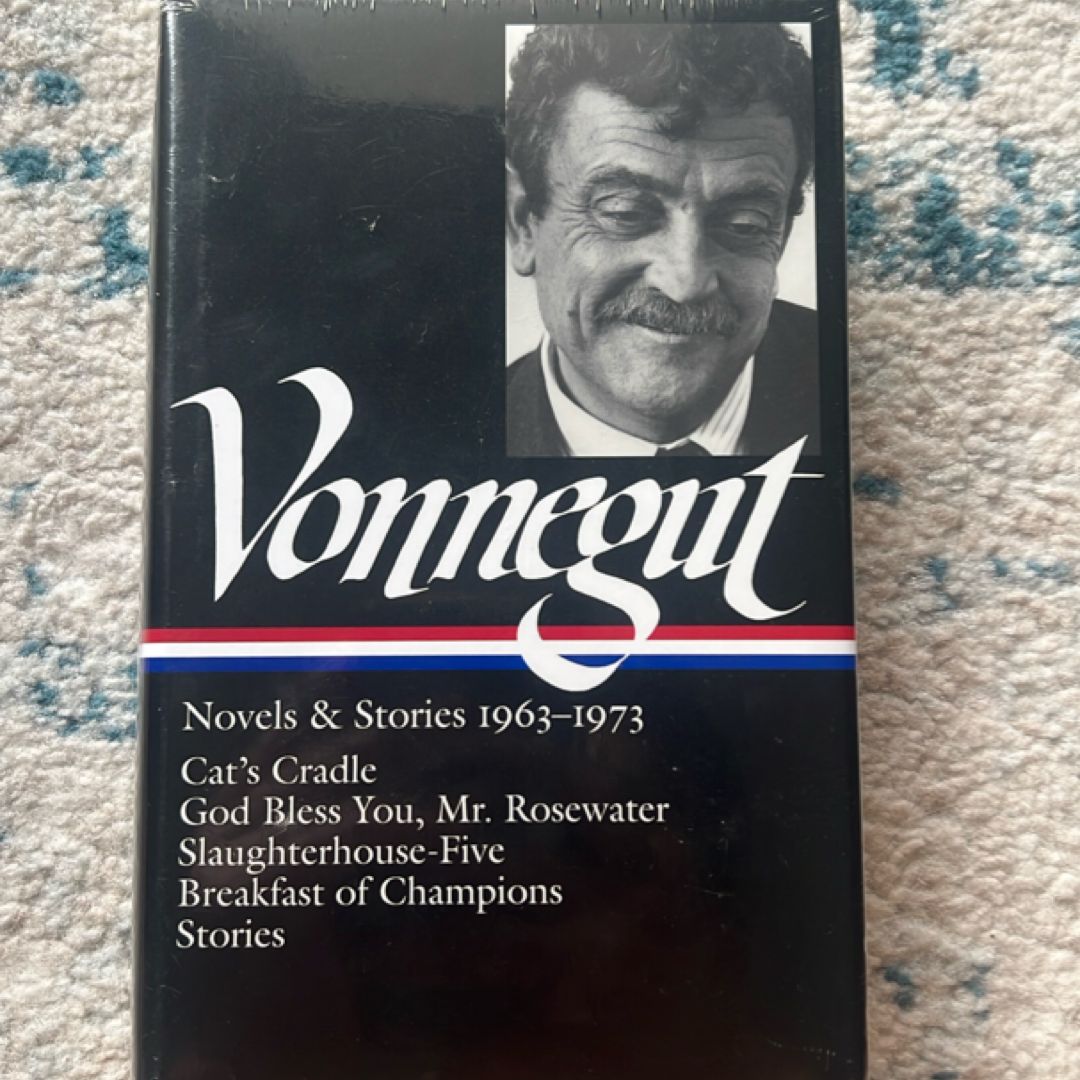 Vonnegut
Novels & Stories 1963–1973
Cat’s Cradle
God Bless You, Mr. Rosewater
Slaughterhouse-Five
Breakfast of Champions
Stories